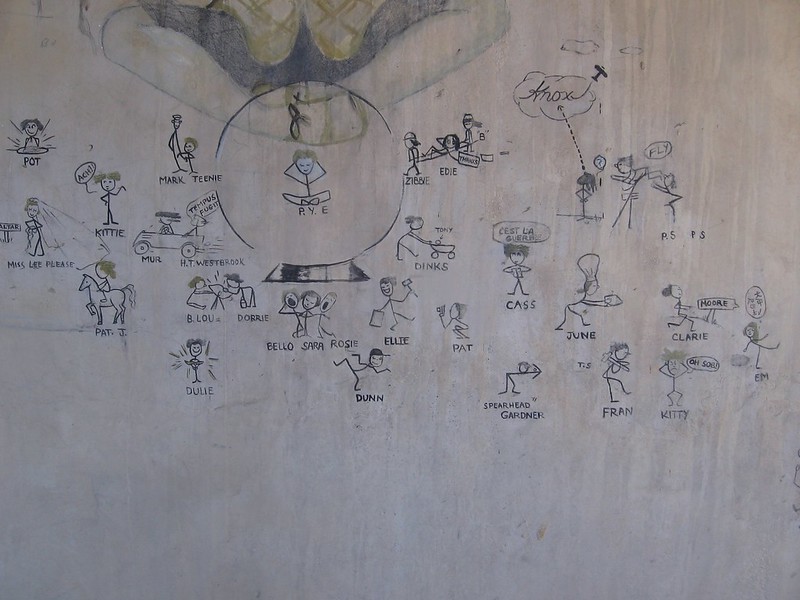 Knox
POT
MARK TEENIE
"B"
THANKS
ZIBBIE
EDIE
?
FLY
ACH!
KITTIE
P.Y.E
TEMPUS
FUGIT
ALTAR
MISS LEE PLEASE
MUR
H.T. WESTBROOK
TONY
DINKS
C'EST LA
GUERRE
P.S P S
PAT. J.
B.LOU
DORRIE
CASS
JUNE
MOORE
CLARIE
BELLO SARA ROSIE
ELLIE
PAT
EM
DULIE
DUNN
SPEARHEAD"
GARDNER
T.S
FRAN
OH SOB!
KITTY